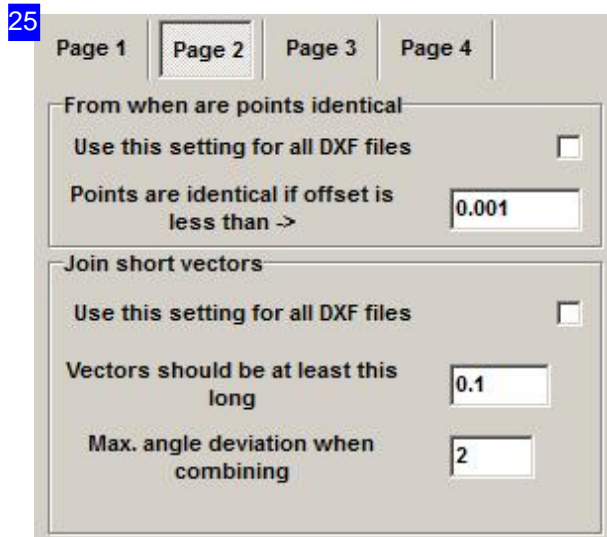 25
Page 1 Page 2 Page 3 Page 4
From when are points identical
Use this setting for all DXF files
Points are identical if offset is
less than ->
0.001
Join short vectors
Use this setting for all DXF files
Vectors should be at least this
long
0.1
Max. angle deviation when
combining
2